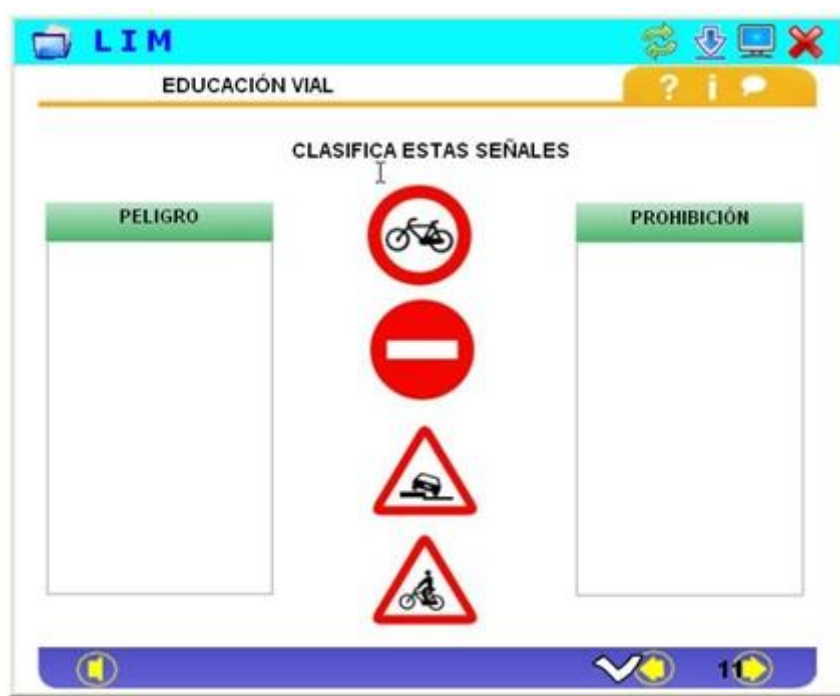 LIM
EDUCACIÓN VIAL
? i
CLASIFICA ESTAS SEÑALES
PELIGRO
PROHIBICIÓN
11